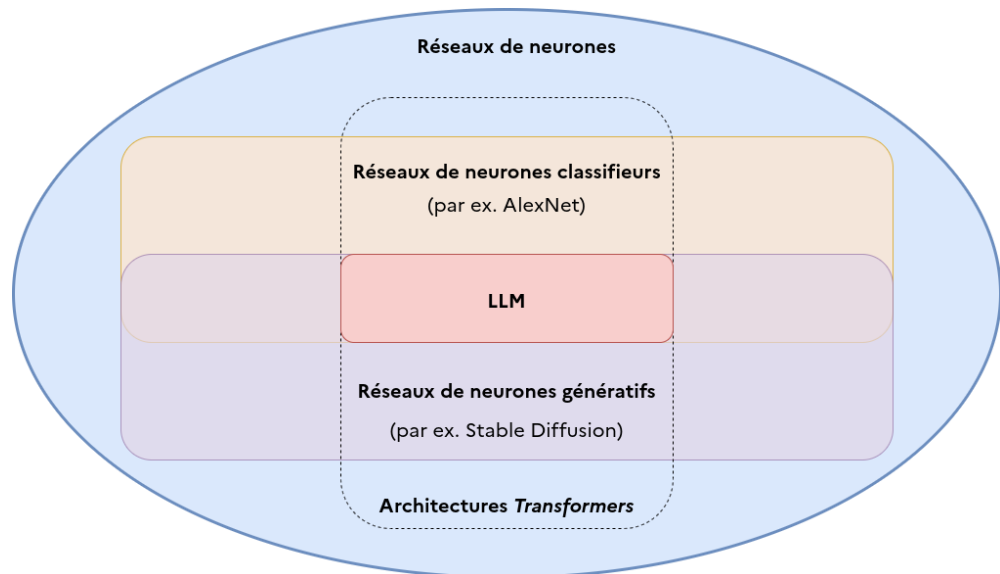 Réseaux de neurones
Réseaux de neurones classifieurs
(par ex. AlexNet)
LLM
Réseaux de neurones génératifs
(par ex. Stable Diffusion)
Architectures Transformers